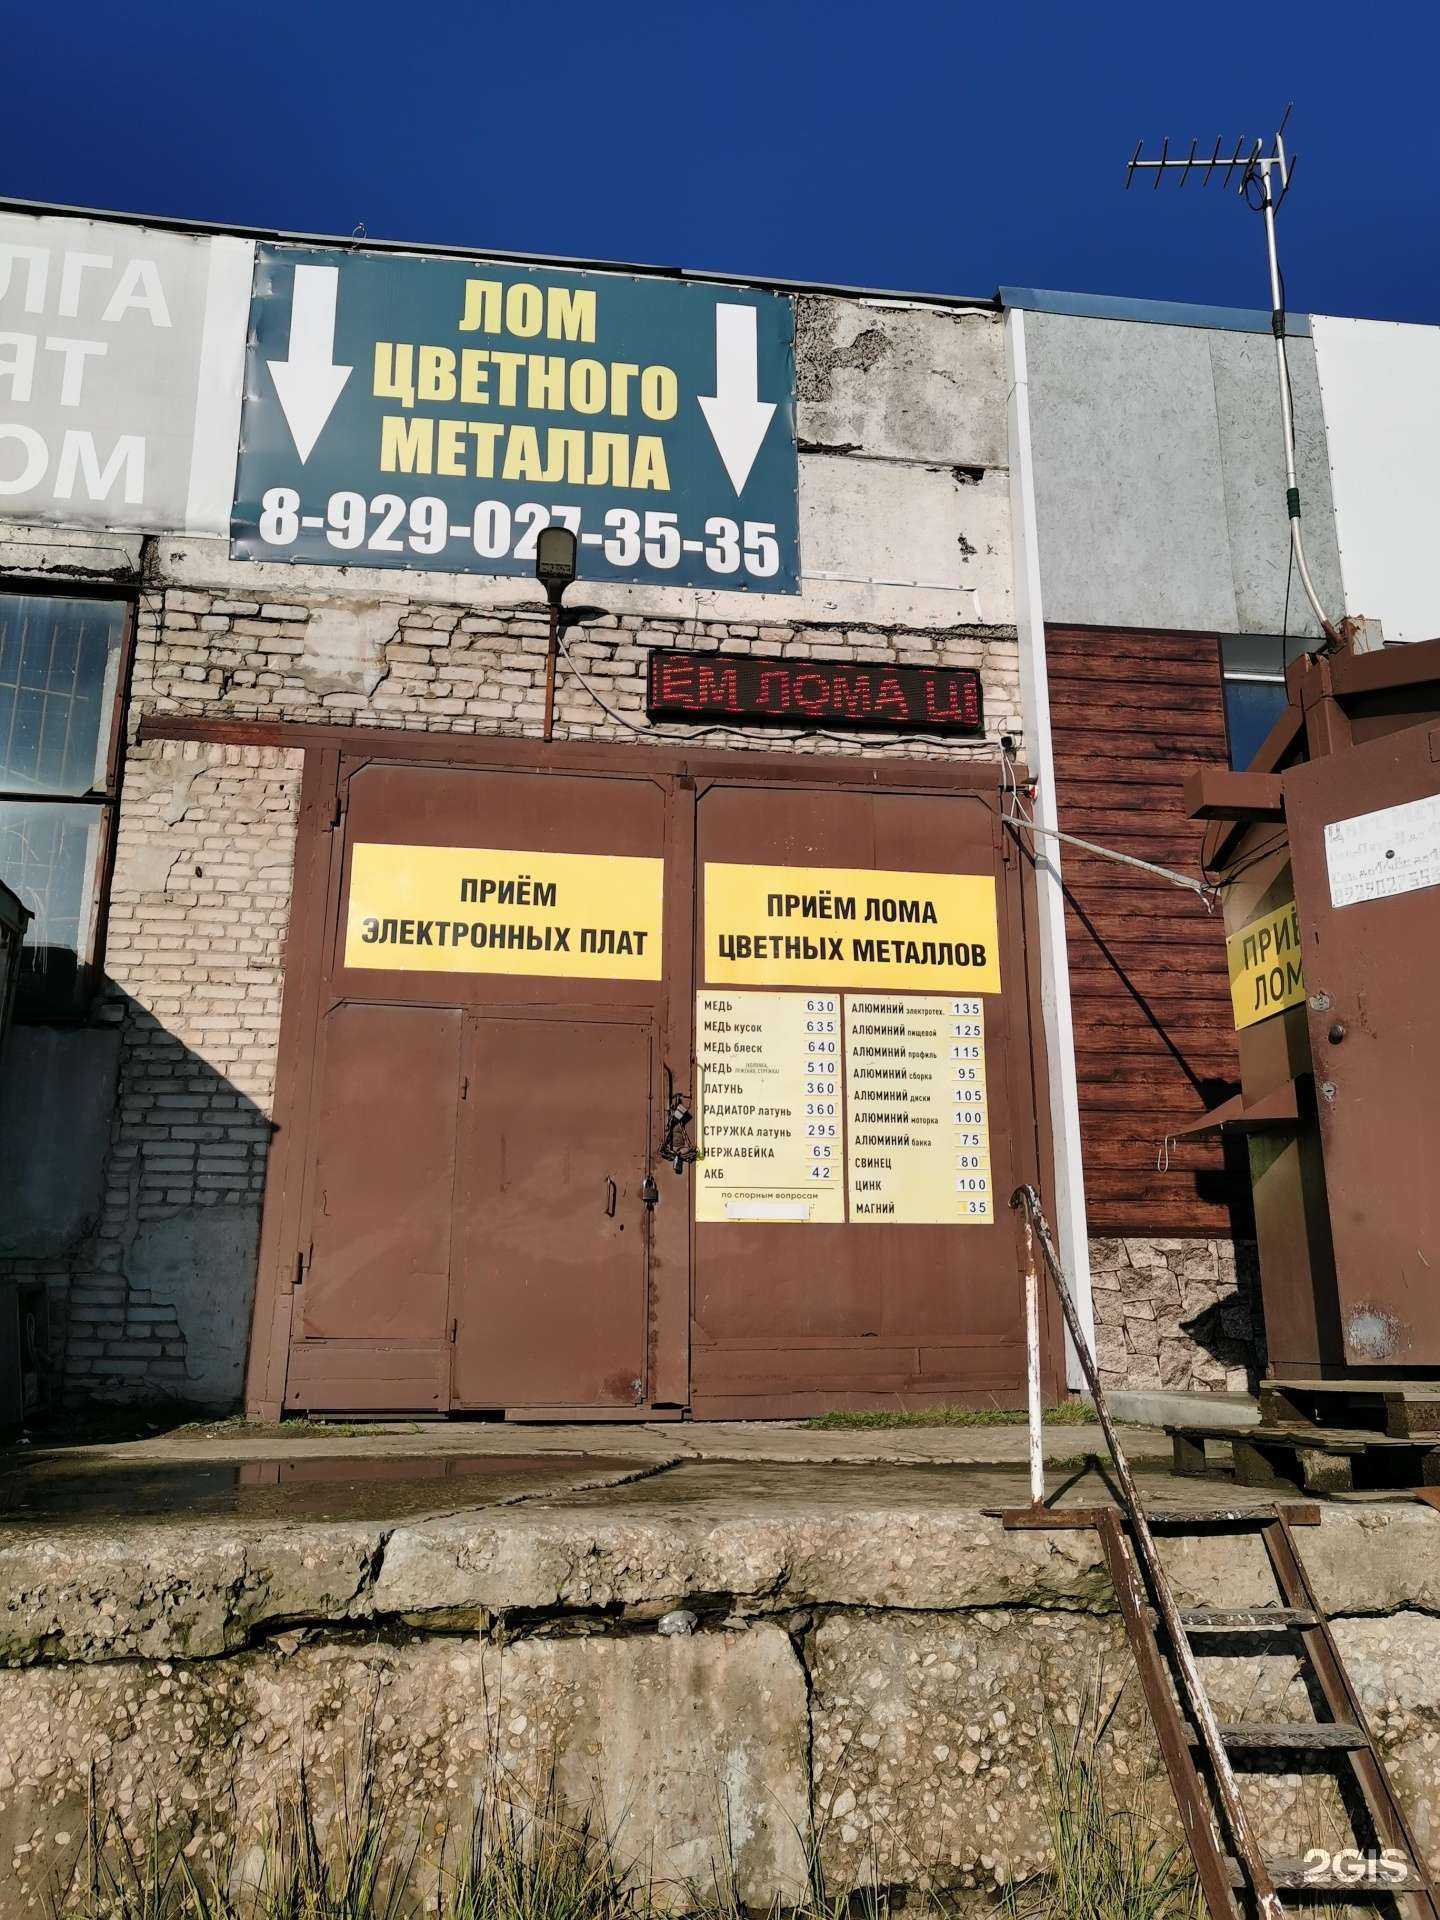 ЛГА
ЯТ
ОМ
ЛОМ
ЦВЕТНОГО
МЕТАЛЛА
8-929-027-35-35
ЁМ ЛОМА Ц
ПРИЁМ
ЭЛЕКТРОННЫХ ПЛАТ
ПРИЁМ ЛОМА
ЦВЕТНЫХ МЕТАЛЛОВ
МЕДЬ 630
МЕДЬ кусок 635
МЕДЬ блеск 640
МЕДЬ 510
ЛАТУНЬ 360
РАДИАТОР латунь 360
СТРУЖКА латунь 295
НЕРЖАВЕЙКА 65
АКБ 42
по спорным вопросам
АЛЮМИНИЙ электротех. 135
АЛЮМИНИЙ пищевой 125
АЛЮМИНИЙ профиль 115
АЛЮМИНИЙ сборка 95
АЛЮМИНИЙ диски 105
АЛЮМИНИЙ моторка 100
АЛЮМИНИЙ банка 75
СВИНЕЦ 80
ЦИНК 100
МАГНИЙ 35
ПРИЁ
ЛОМ
ЦВЕТ МЕТ
2GIS